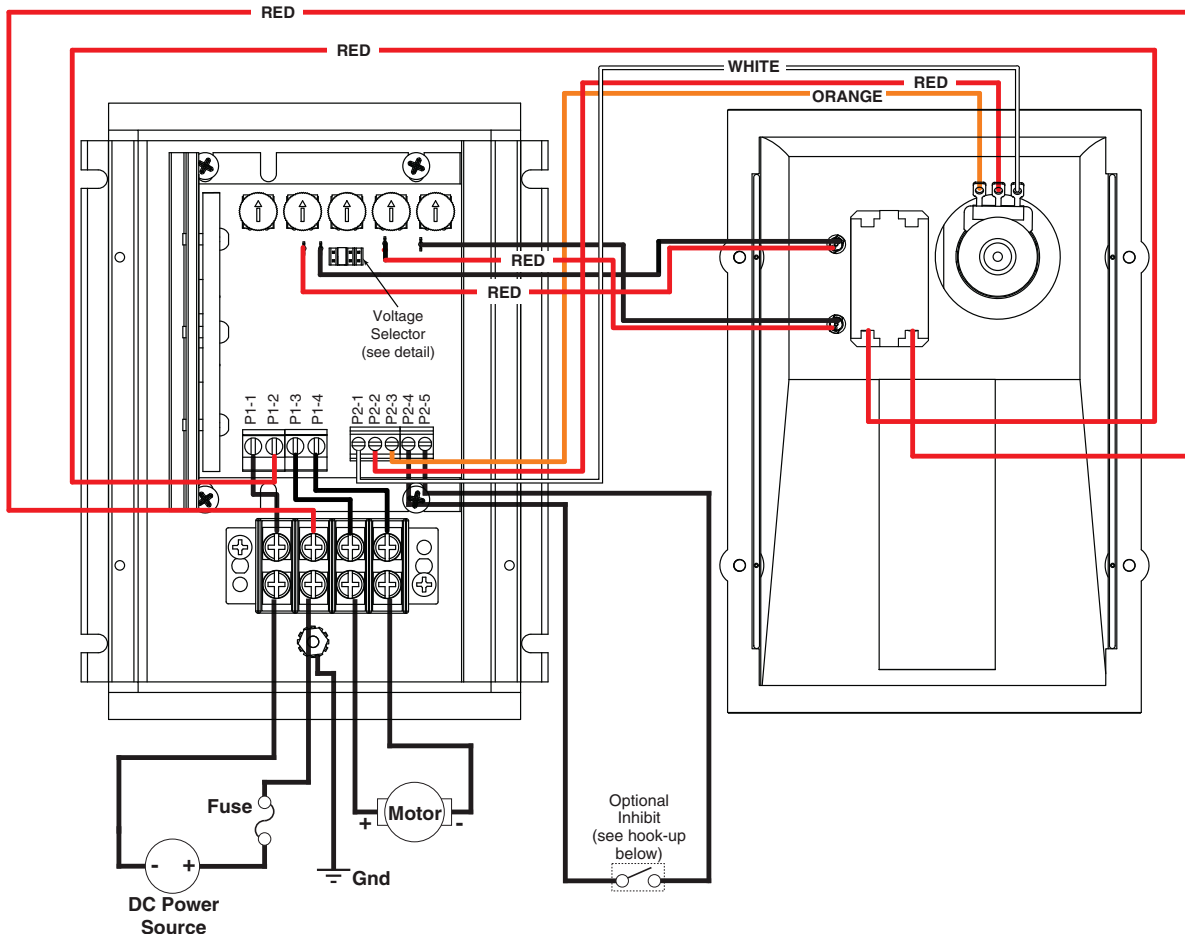 RED
RED
WHITE
RED
ORANGE
RED
RED
Voltage
Selector
(see detail)
P1-1
P1-2
P1-3
P1-4
P2-1
P2-2
P2-3
P2-4
P2-5
Fuse
+
Motor
-
Optional
Inhibit
(see hook-up
below)
-
+
Gnd
DC Power
Source